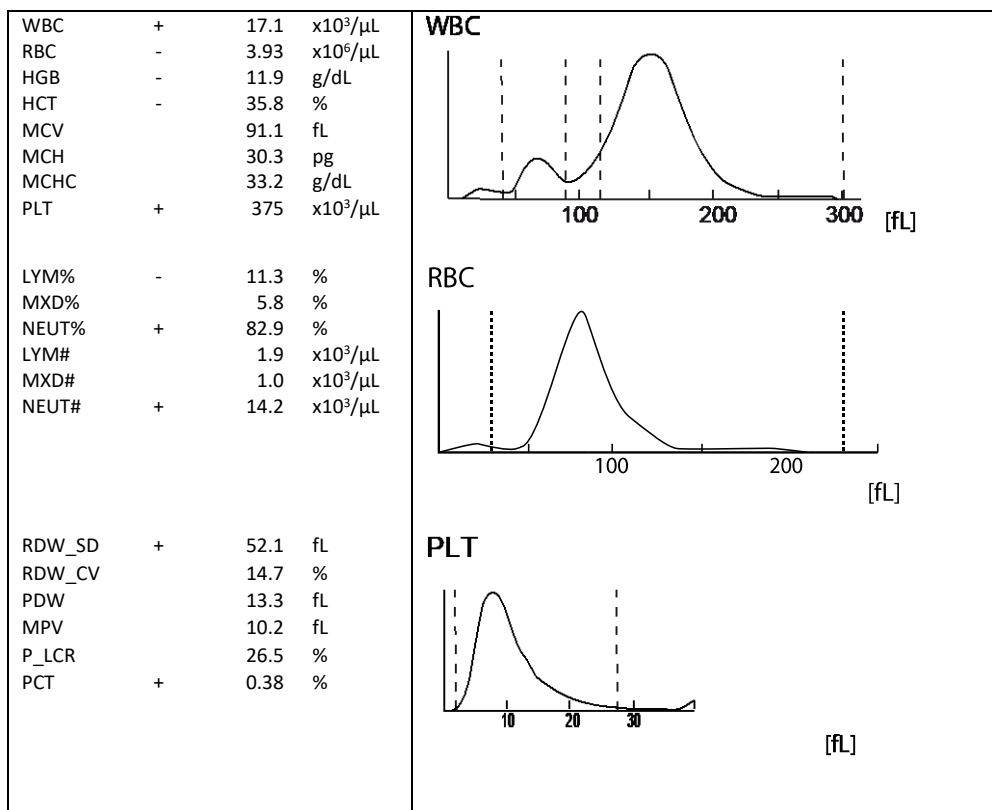 WBC + 17.1 x10³/µL
RBC - 3.93 x10⁶/µL
HGB - 11.9 g/dL
HCT - 35.8 %
MCV 91.1 fL
MCH 30.3 pg
MCHC 33.2 g/dL
PLT + 375 x10³/µL
LYM% - 11.3 %
MXD% 5.8 %
NEUT% + 82.9 %
LYM# 1.9 x10³/µL
MXD# 1.0 x10³/µL
NEUT# + 14.2 x10³/µL
RDW_SD + 52.1 fL
RDW_CV 14.7 %
PDW 13.3 fL
MPV 10.2 fL
P_LCR 26.5 %
PCT + 0.38 %
WBC
100 200 300 [fL]
RBC
100 200
[fL]
PLT
10 20 30
[fL]